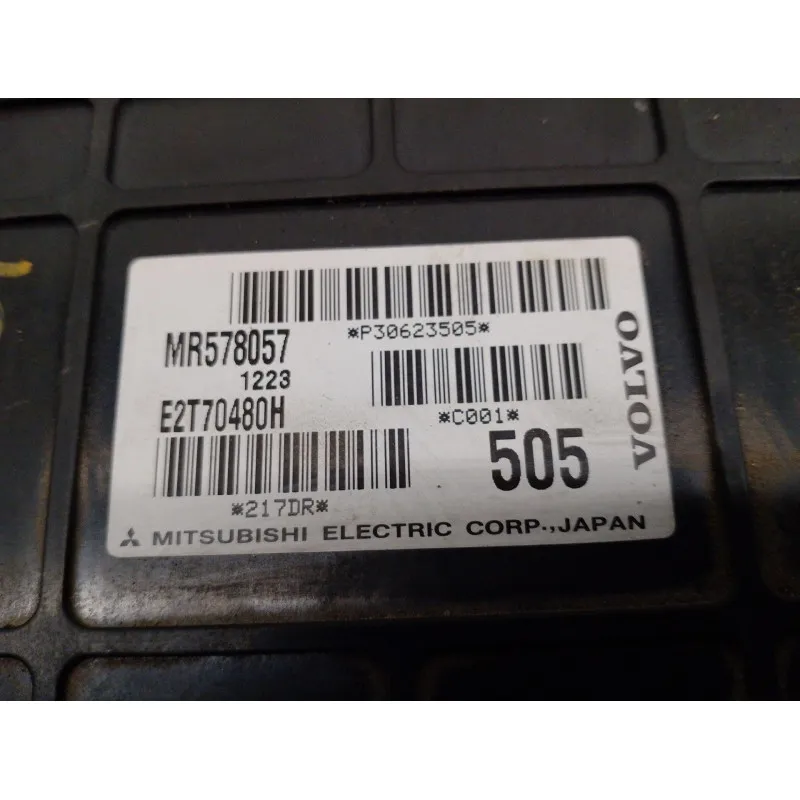 *P30623505*
MR578057
1223
*C001*
E2T70480H
505
*217DR*
MITSUBISHI ELECTRIC CORP.,JAPAN
VOLVO